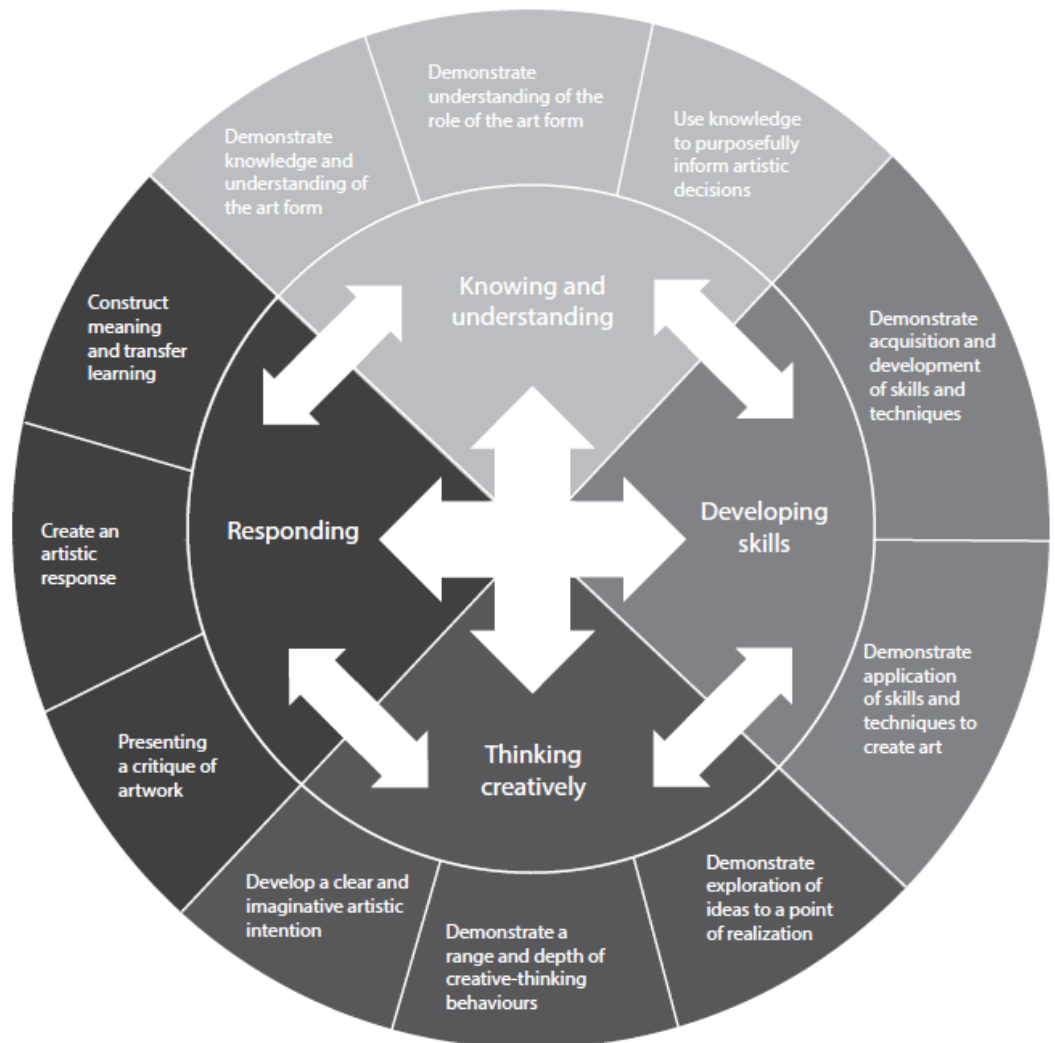 Demonstrate
understanding of the
role of the art form
Use knowledge
to purposefully
inform artistic
decisions
Demonstrate
knowledge and
understanding of
the art form
Knowing and
understanding
Construct
meaning
and transfer
learning
Demonstrate
acquisition and
development
of skills and
techniques
Create an
artistic
response
Responding
Developing
skills
Demonstrate
application
of skills and
techniques to
create art
Presenting
a critique of
artwork
Thinking
creatively
Develop a clear and
imaginative artistic
intention
Demonstrate a
range and depth of
creative-thinking
behaviours
Demonstrate
exploration of
ideas to a point
of realization